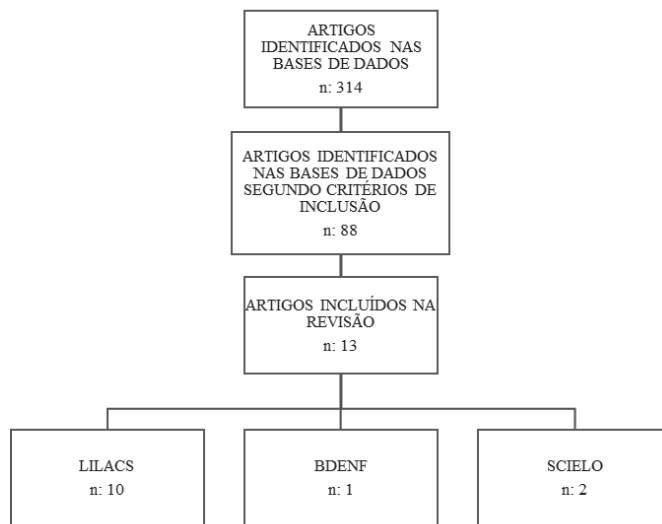 ARTIGOS
IDENTIFICADOS NAS
BASES DE DADOS
n: 314
ARTIGOS IDENTIFICADOS
NAS BASES DE DADOS
SEGUNDO CRITÉRIOS DE
INCLUSÃO
n: 88
ARTIGOS INCLUÍDOS NA
REVISÃO
n: 13
LILACS
n: 10
BDENF
n: 1
SCIELO
n: 2